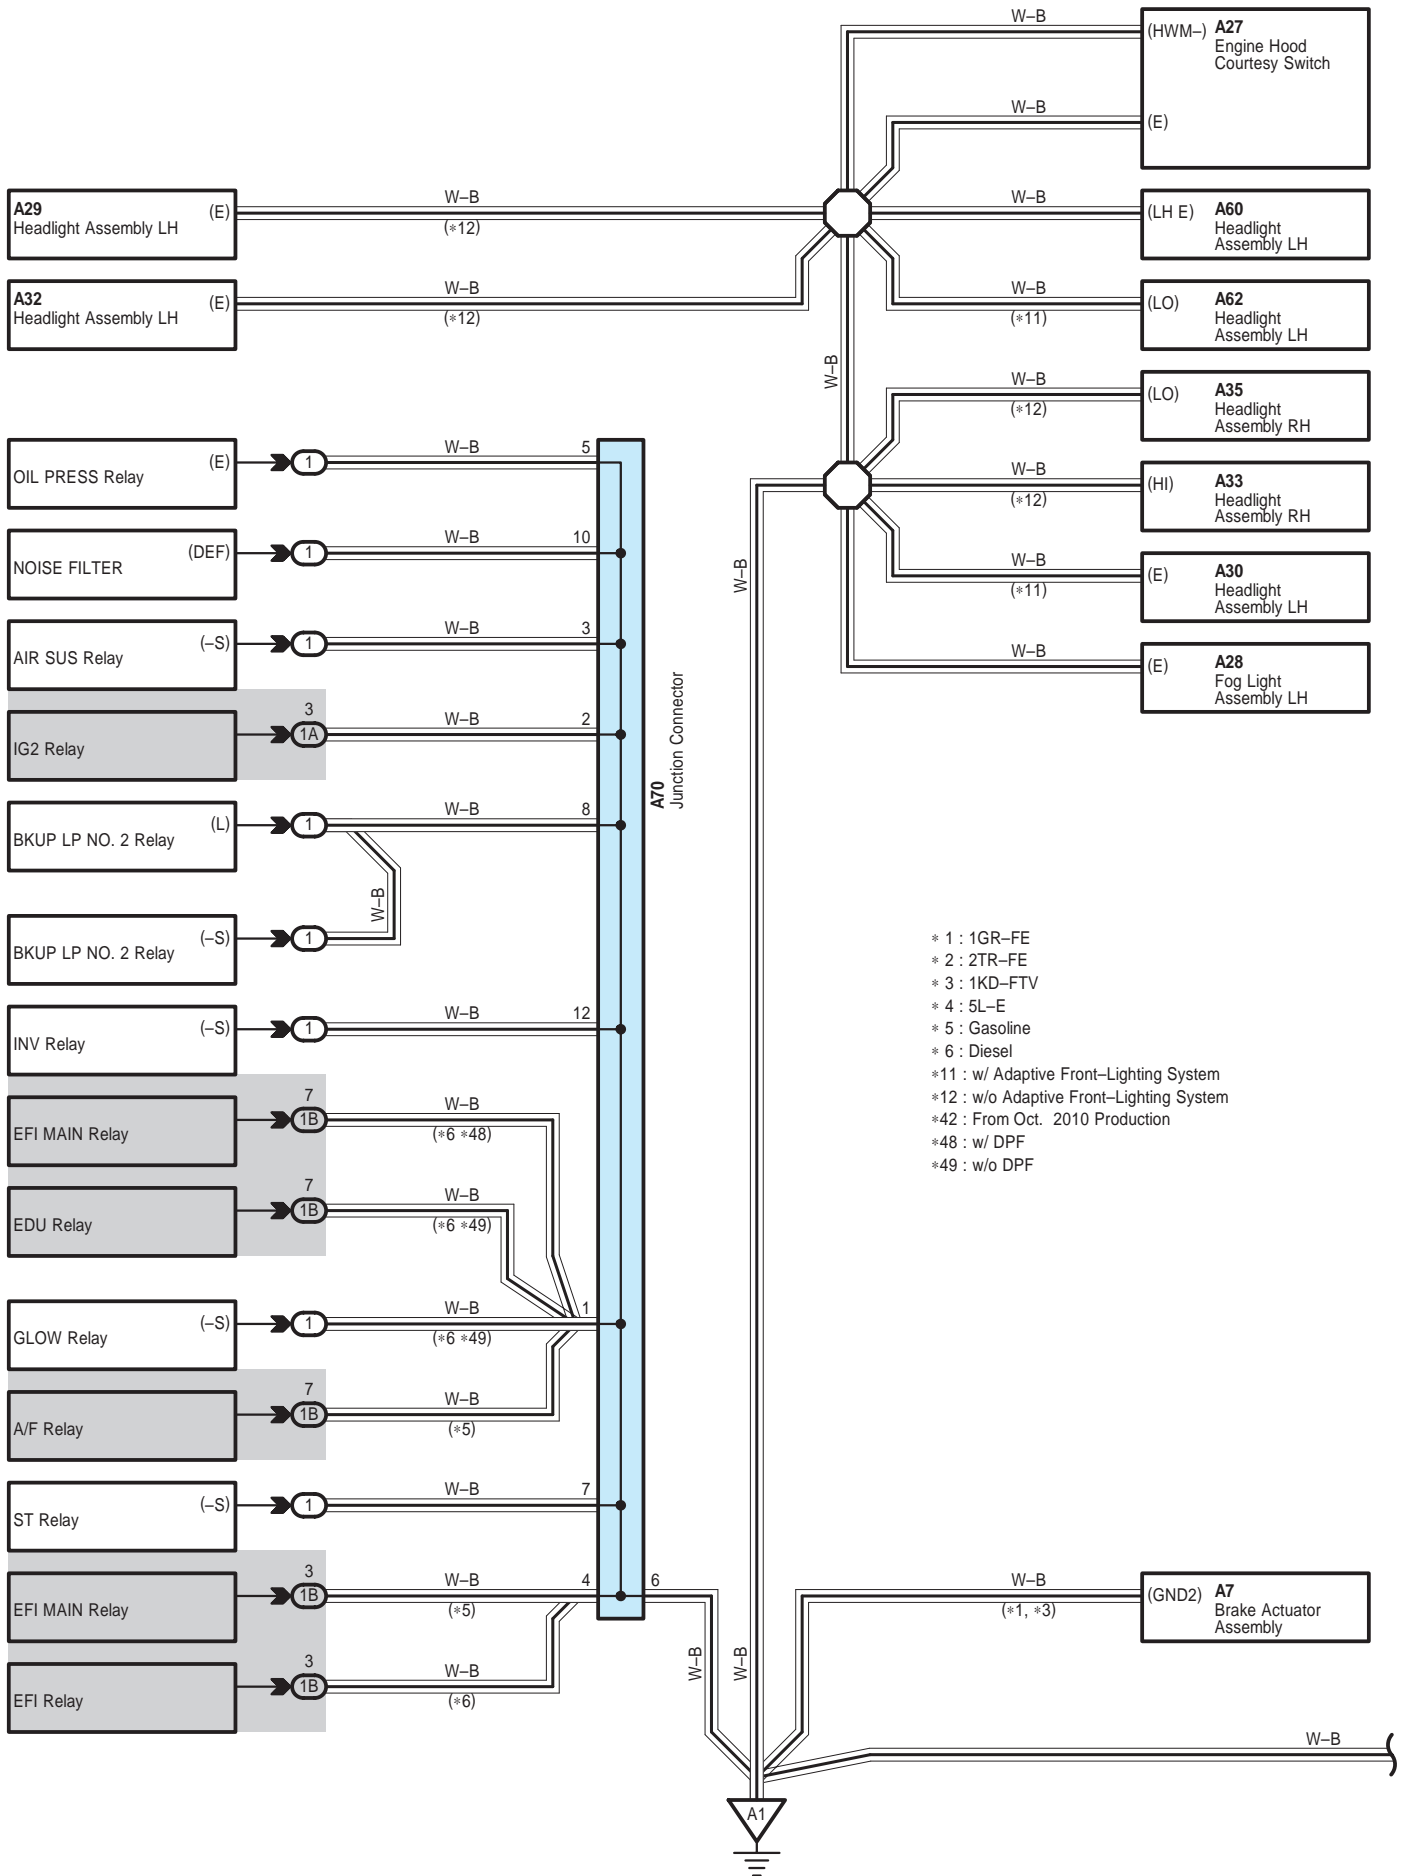 W–B
(HWM–) A27
Engine Hood
Courtesy Switch
W–B
(E)
A29 (E)
Headlight Assembly LH
W–B
(∗12)
W–B
(LH E) A60
Headlight
Assembly LH
A32 (E)
Headlight Assembly LH
W–B
(∗12)
W–B
(∗11)
(LO) A62
Headlight
Assembly LH
W–B
W–B
(∗12)
(LO) A35
Headlight
Assembly RH
W–B
(∗12)
(HI) A33
Headlight
Assembly RH
W–B
W–B
(∗11)
(E) A30
Headlight
Assembly LH
W–B
(E) A28
Fog Light
Assembly LH
OIL PRESS Relay (E) 1 W–B 5
NOISE FILTER (DEF) 1 W–B 10
AIR SUS Relay (–S) 1 W–B 3
3
IG2 Relay 1A W–B 2
A70
Junction Connector
BKUP LP NO. 2 Relay (L) 1 W–B 8
W–B
BKUP LP NO. 2 Relay (–S) 1
INV Relay (–S) 1 W–B 12
7
EFI MAIN Relay 1B W–B
(∗6 ∗48)
7
EDU Relay 1B W–B
(∗6 ∗49)
GLOW Relay (–S) 1 W–B 1
(∗6 ∗49)
7
A/F Relay 1B W–B
(∗5)
ST Relay (–S) 1 W–B 7
3
EFI MAIN Relay 1B W–B 4 6
(∗5)
3
EFI Relay 1B W–B
(∗6)
∗ 1 : 1GR–FE
∗ 2 : 2TR–FE
∗ 3 : 1KD–FTV
∗ 4 : 5L–E
∗ 5 : Gasoline
∗ 6 : Diesel
∗11 : w/ Adaptive Front–Lighting System
∗12 : w/o Adaptive Front–Lighting System
∗42 : From Oct. 2010 Production
∗48 : w/ DPF
∗49 : w/o DPF
W–B
(∗1, ∗3)
(GND2) A7
Brake Actuator
Assembly
W–B
W–B
W–B
A1